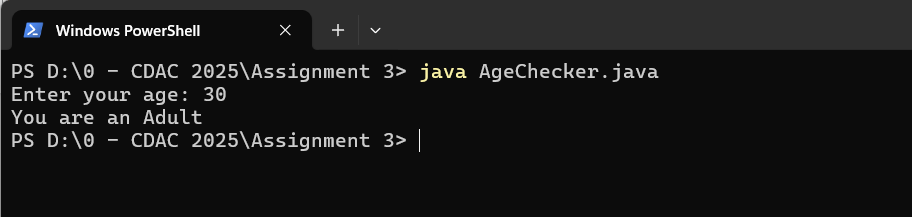 Windows PowerShell
PS D:\0 - CDAC 2025\Assignment 3> java AgeChecker.java
Enter your age: 30
You are an Adult
PS D:\0 - CDAC 2025\Assignment 3>